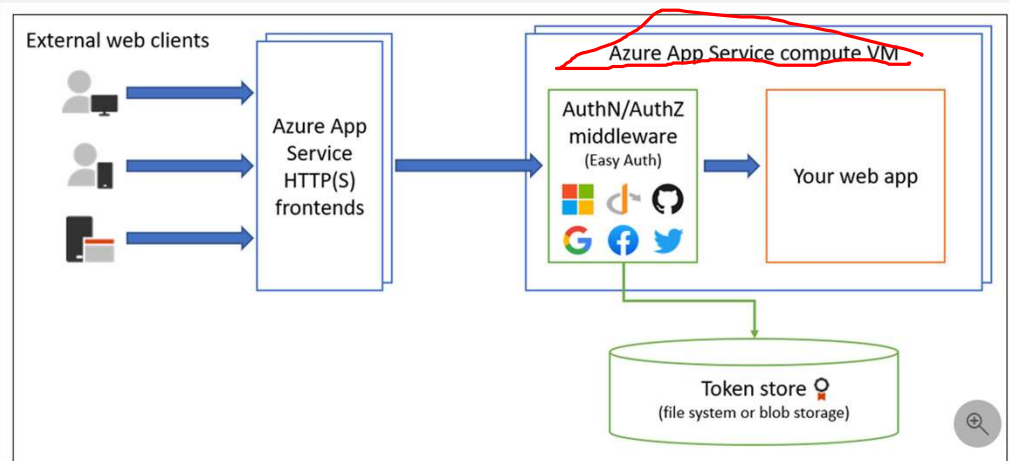 External web clients
Azure App
Service
HTTP(S)
frontends
Azure App Service compute VM
AuthN/AuthZ
middleware
(Easy Auth)
Your web app
Token store
(file system or blob storage)